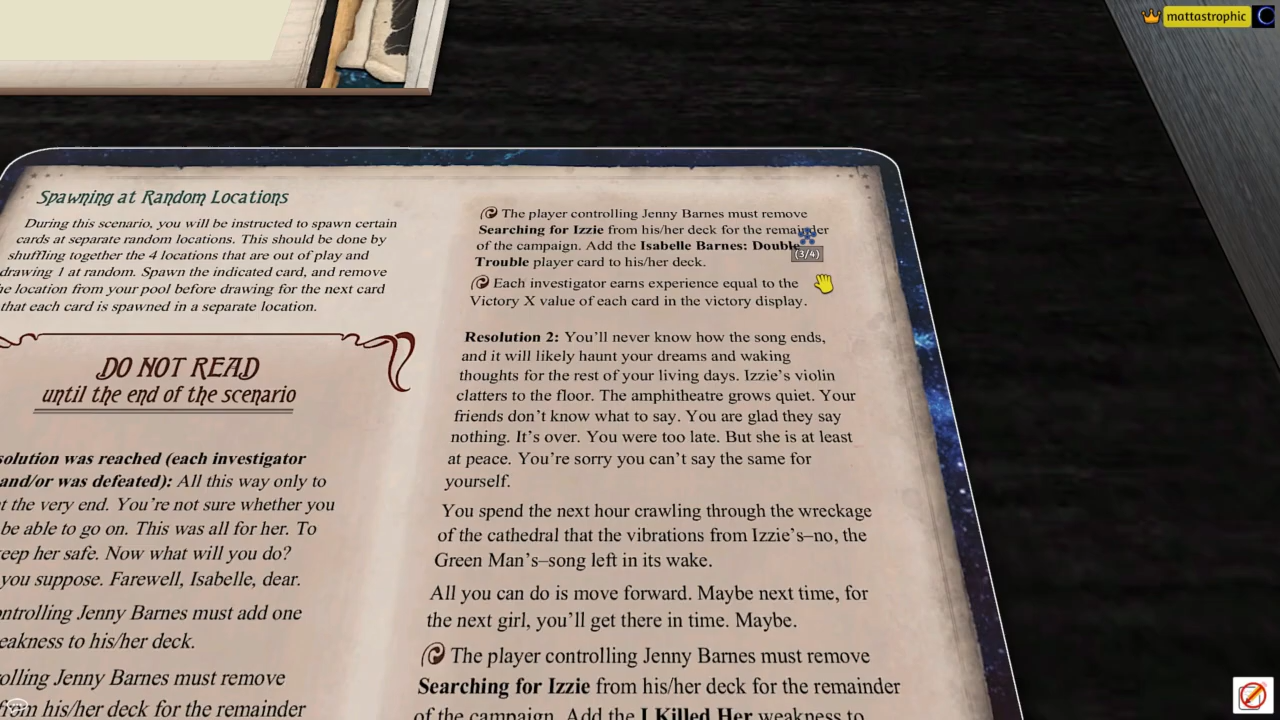 mattastrophic
Spawning at Random Locations
During this scenario, you will be instructed to spawn certain
cards at separate random locations. This should be done by
shuffling together the 4 locations that are out of play and
drawing 1 at random. Spawn the indicated card, and remove
location from your pool before drawing for the next card
that each card is spawned in a separate location.
DO NOT READ
until the end of the scenario
resolution was reached (each investigator
and/or was defeated): All this way only to
the very end. You're not sure whether you
be able to go on. This was all for her. To
keep her safe. Now what will you do?
you suppose. Farewell, Isabelle, dear.
controlling Jenny Barnes must add one
weakness to his/her deck.
controlling Jenny Barnes must remove
from his/her deck for the remainder
The player controlling Jenny Barnes must remove
Searching for Izzie from his/her deck for the remainder
of the campaign. Add the Isabelle Barnes: Double
Trouble player card to his/her deck.
(3/4)
Each investigator earns experience equal to the
Victory X value of each card in the victory display.
Resolution 2: You'll never know how the song ends,
and it will likely haunt your dreams and waking
thoughts for the rest of your living days. Izzie's violin
clatters to the floor. The amphitheatre grows quiet. Your
friends don't know what to say. You are glad they say
nothing. It's over. You were too late. But she is at least
at peace. You're sorry you can't say the same for
yourself.
You spend the next hour crawling through the wreckage
of the cathedral that the vibrations from Izzie's–no, the
Green Man's–song left in its wake.
All you can do is move forward. Maybe next time, for
the next girl, you'll get there in time. Maybe.
The player controlling Jenny Barnes must remove
Searching for Izzie from his/her deck for the remainder
of the campaign. Add the I Killed Her weakness to